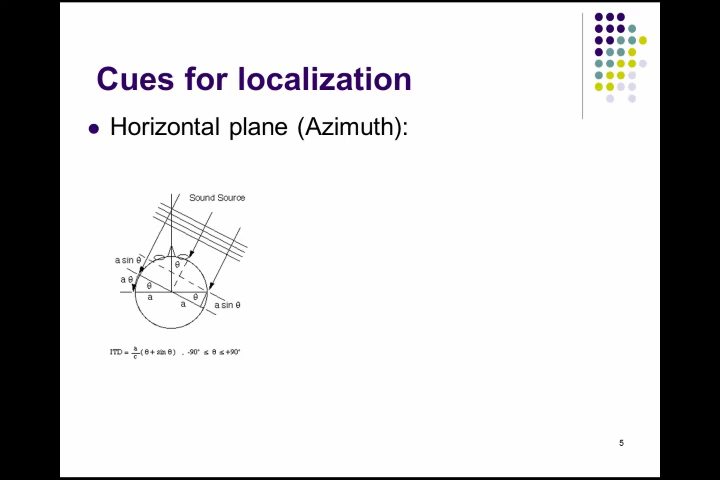 Cues for localization
Horizontal plane (Azimuth):
Sound Source
a sin θ
θ
a θ
θ
θ
a
a
a sin θ
ITD = a/c (θ + sin θ) , -90° ≤ θ ≤ +90°
5